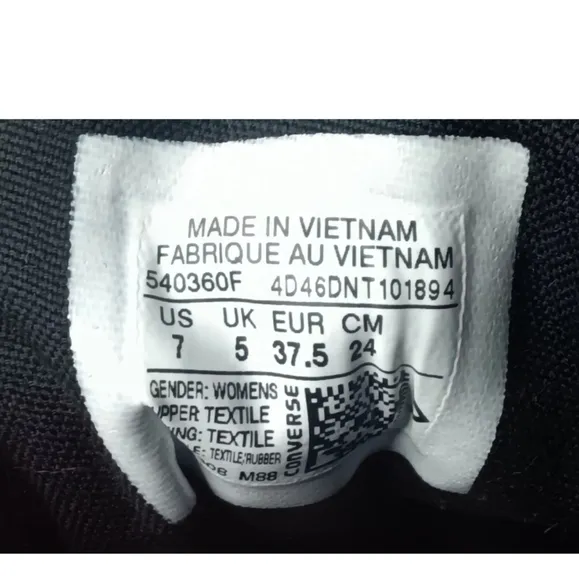 MADE IN VIETNAM
FABRIQUE AU VIETNAM
540360F 4D46DNT101894
US UK EUR CM
7 5 37.5 24
GENDER: WOMENS
UPPER TEXTILE
NG: TEXTILE
E: TEXTILE/RUBBER
08 M88
CONVERSE